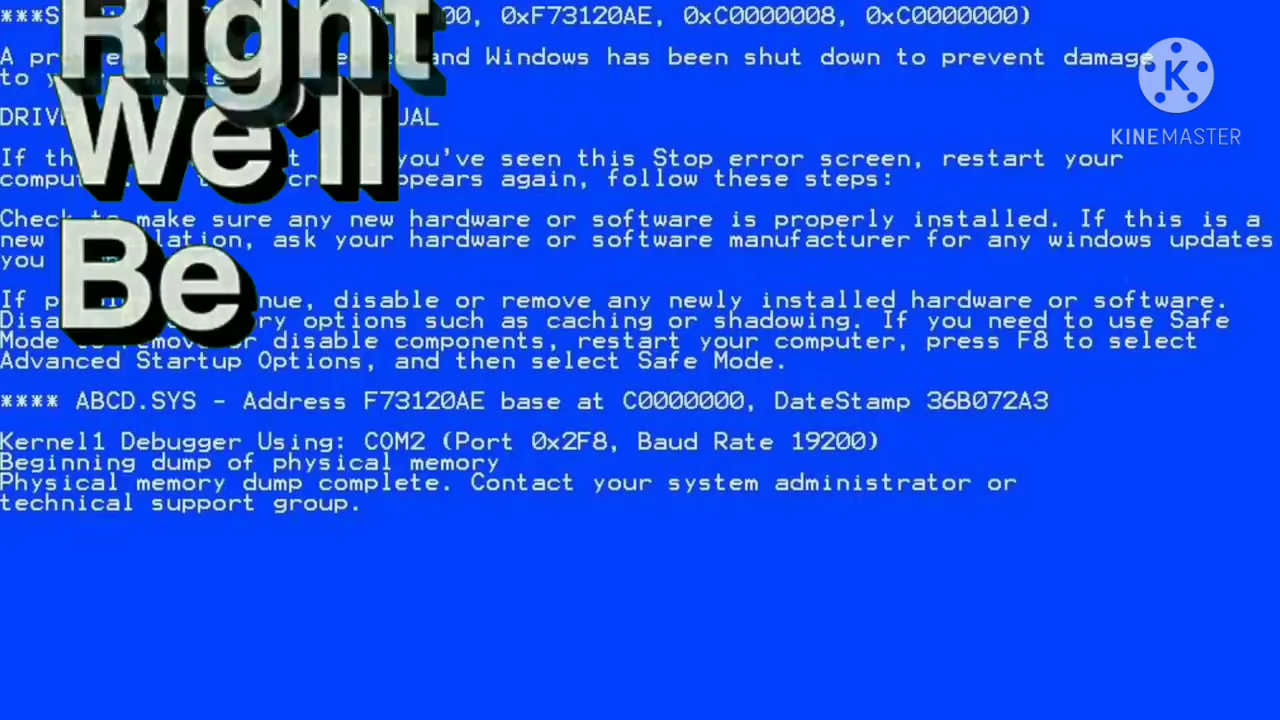 Right
We'll
Be
KINEMASTER
***S 00, 0xF73120AE, 0xC0000008, 0xC0000000)
A and Windows has been shut down to prevent damage
to
DRIV UAL
If you've seen this Stop error screen, restart your
appears again, follow these steps:
Check to make sure any new hardware or software is properly installed. If this is a
new ask your hardware or software manufacturer for any windows updates
you
If disable or remove any newly installed hardware or software.
options such as caching or shadowing. If you need to use Safe
Mode to remove or disable components, restart your computer, press F8 to select
Advanced Startup Options, and then select Safe Mode.
**** ABCD.SYS - Address F73120AE base at C0000000, DateStamp 36B072A3
Kernel1 Debugger Using: COM2 (Port 0x2F8, Baud Rate 19200)
Beginning dump of physical memory
Physical memory dump complete. Contact your system administrator or
technical support group.